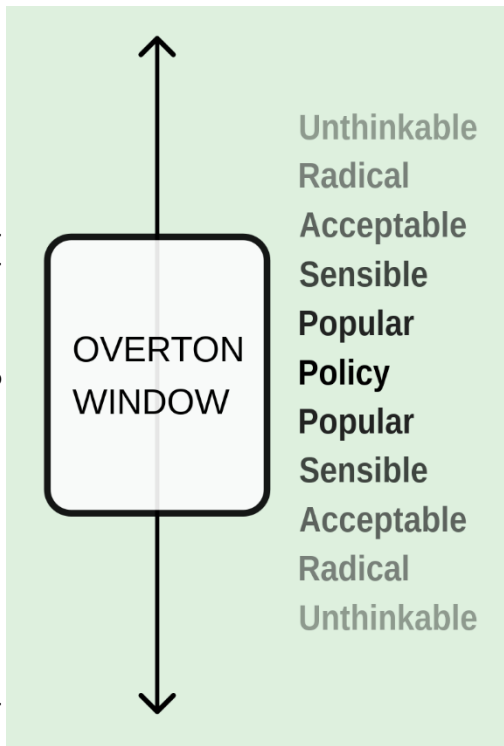 OVERTON
WINDOW
Unthinkable
Radical
Acceptable
Sensible
Popular
Policy
Popular
Sensible
Acceptable
Radical
Unthinkable